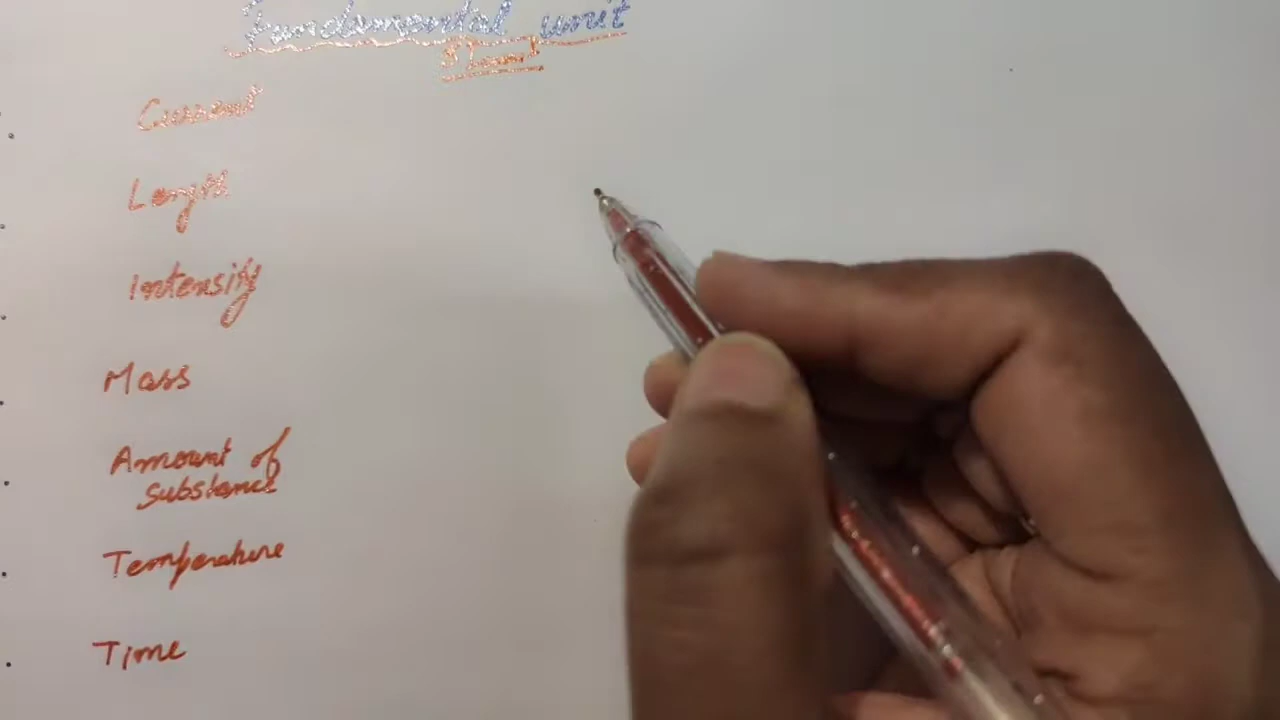 Fundamental unit
Current
Length
Intensity
Mass
Amount of
substance
Temperature
Time